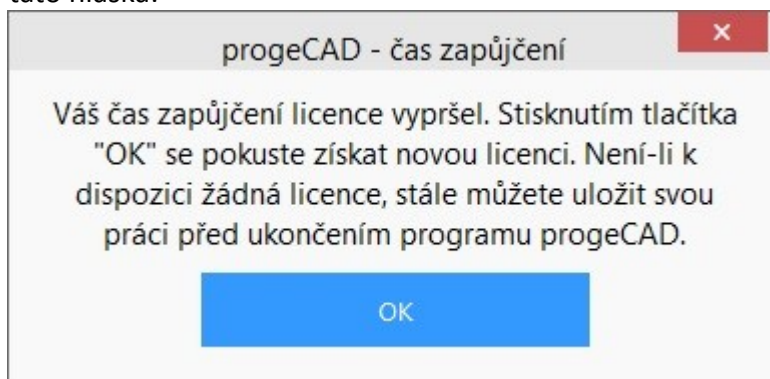 progeCAD - čas zapůjčení
Váš čas zapůjčení licence vypršel. Stisknutím tlačítka
"OK" se pokuste získat novou licenci. Není-li k
dispozici žádná licence, stále můžete uložit svou
práci před ukončením programu progeCAD.
OK